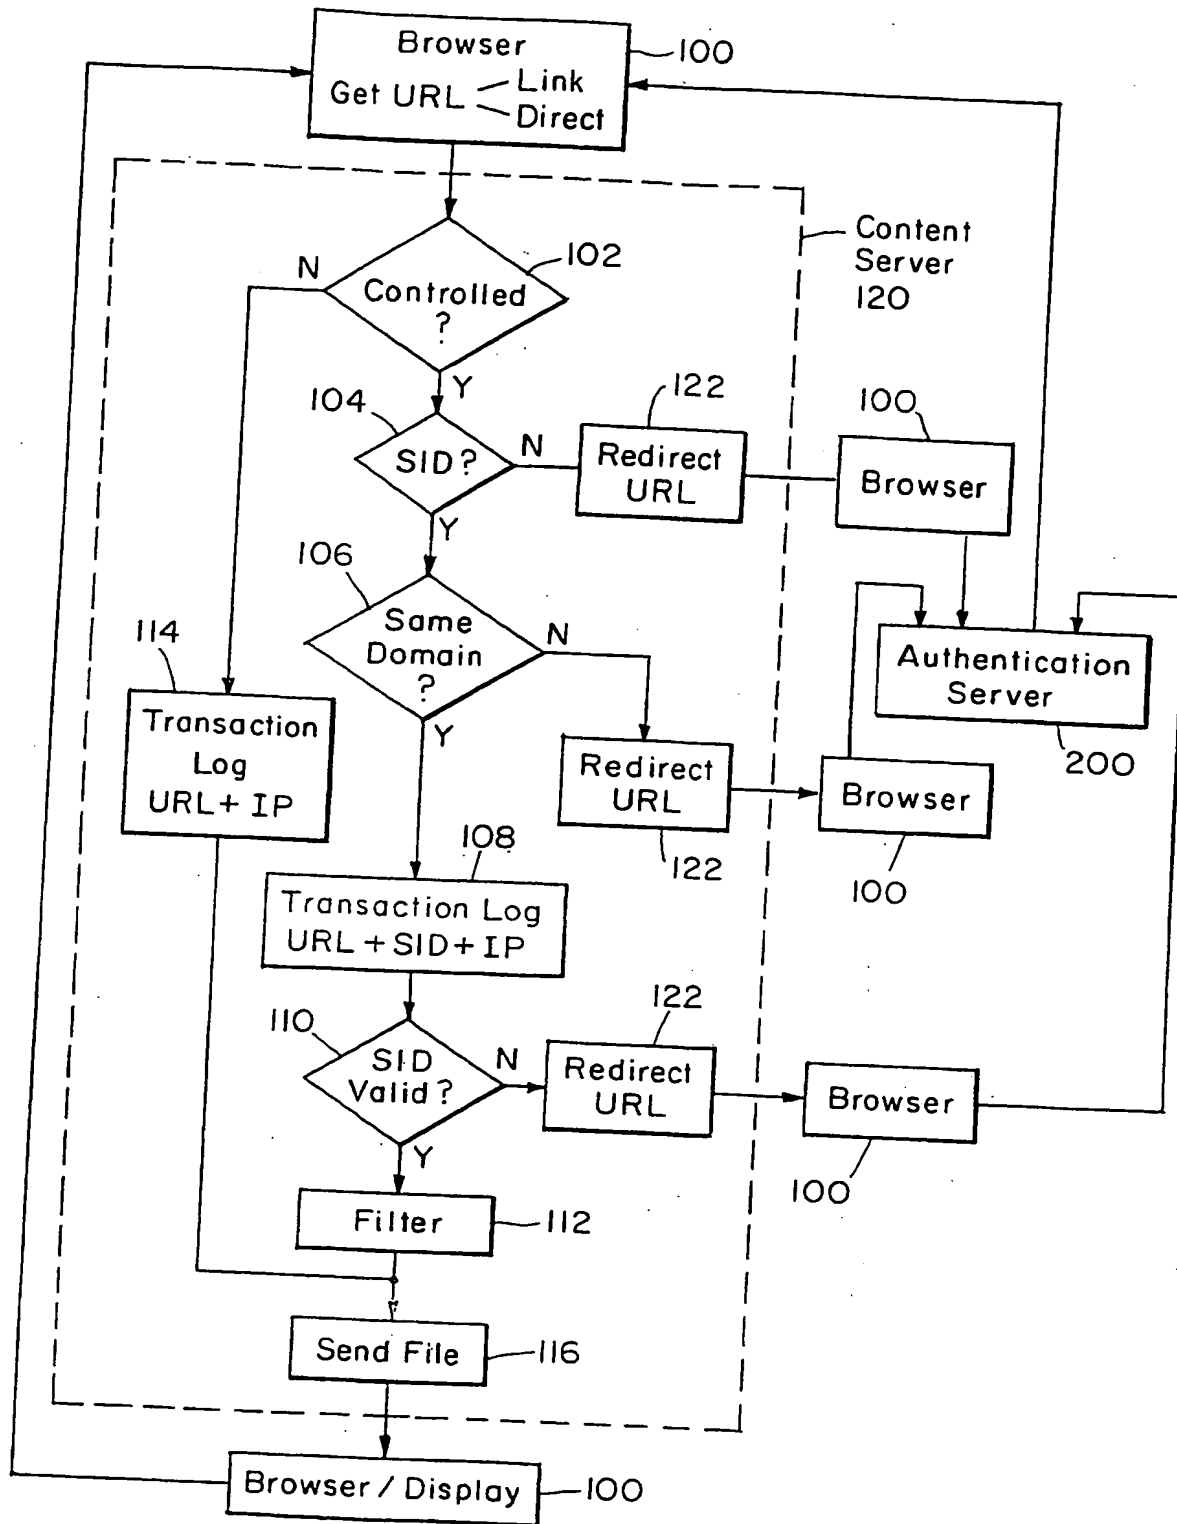 Browser
100
Get URL
Link
Direct
Content
Server
120
102
N
Controlled
?
Y
104
SID?
N
122
Redirect
URL
100
Browser
Y
106
Same
Domain
?
N
Y
114
Transaction
Log
URL + IP
Authentication
Server
200
Redirect
URL
122
Browser
100
108
Transaction Log
URL + SID + IP
110
SID
Valid?
N
122
Redirect
URL
Browser
100
Y
Filter
112
Send File
116
Browser / Display
100